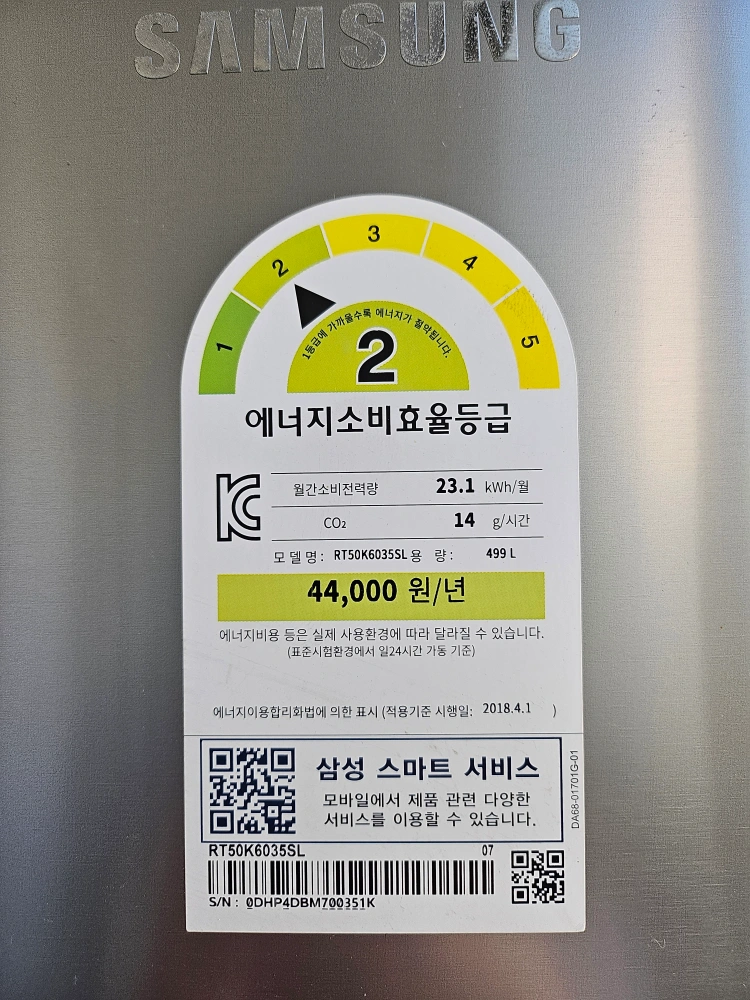 SAMSUNG
1
2
3
4
5
1등급에 가까울수록 에너지가 절약됩니다.
2
에너지소비효율등급
월간소비전력량 23.1 kWh/월
CO₂ 14 g/시간
모 델 명 : RT50K6035SL 용 량 : 499 L
44,000 원/년
에너지비용 등은 실제 사용환경에 따라 달라질 수 있습니다.
(표준시험환경에서 일24시간 가동 기준)
에너지이용합리화법에 의한 표시 (적용기준 시행일: 2018.4.1 )
삼성 스마트 서비스
모바일에서 제품 관련 다양한
서비스를 이용할 수 있습니다.
DA68-01701G-01
RT50K6035SL 07
S/N : 0DHP4DBM700351K